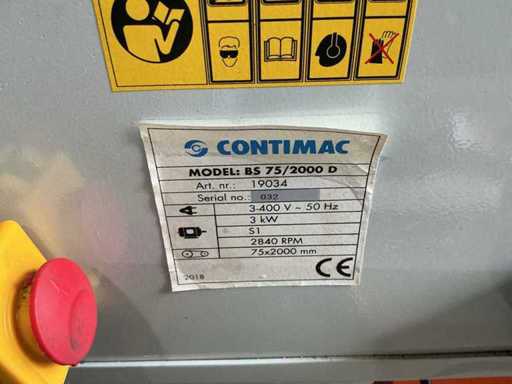 CONTIMAC
MODEL: BS 75/2000 D
Art. nr.: 19034
Serial no.: 032
3-400 V ~ 50 Hz
3 kW
S1
2840 RPM
75x2000 mm
2018 CE